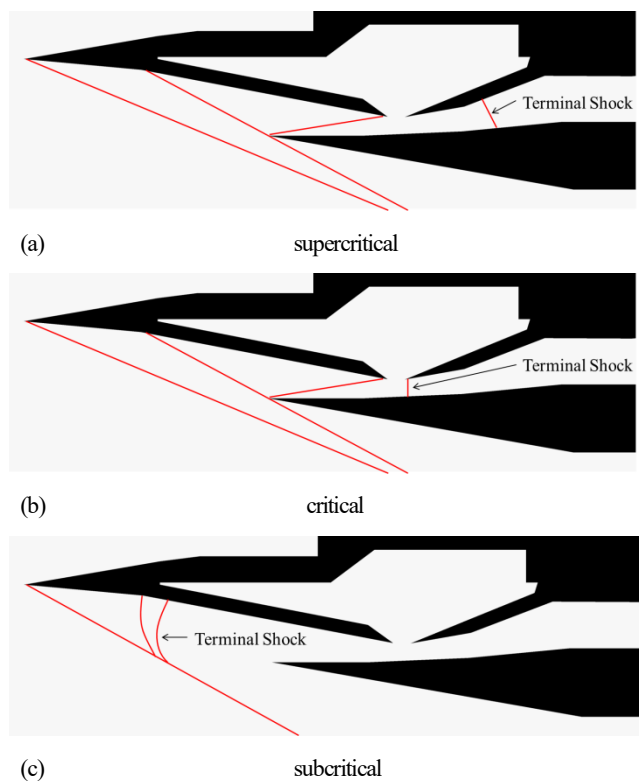 Terminal Shock
(a) supercritical
Terminal Shock
(b) critical
Terminal Shock
(c) subcritical